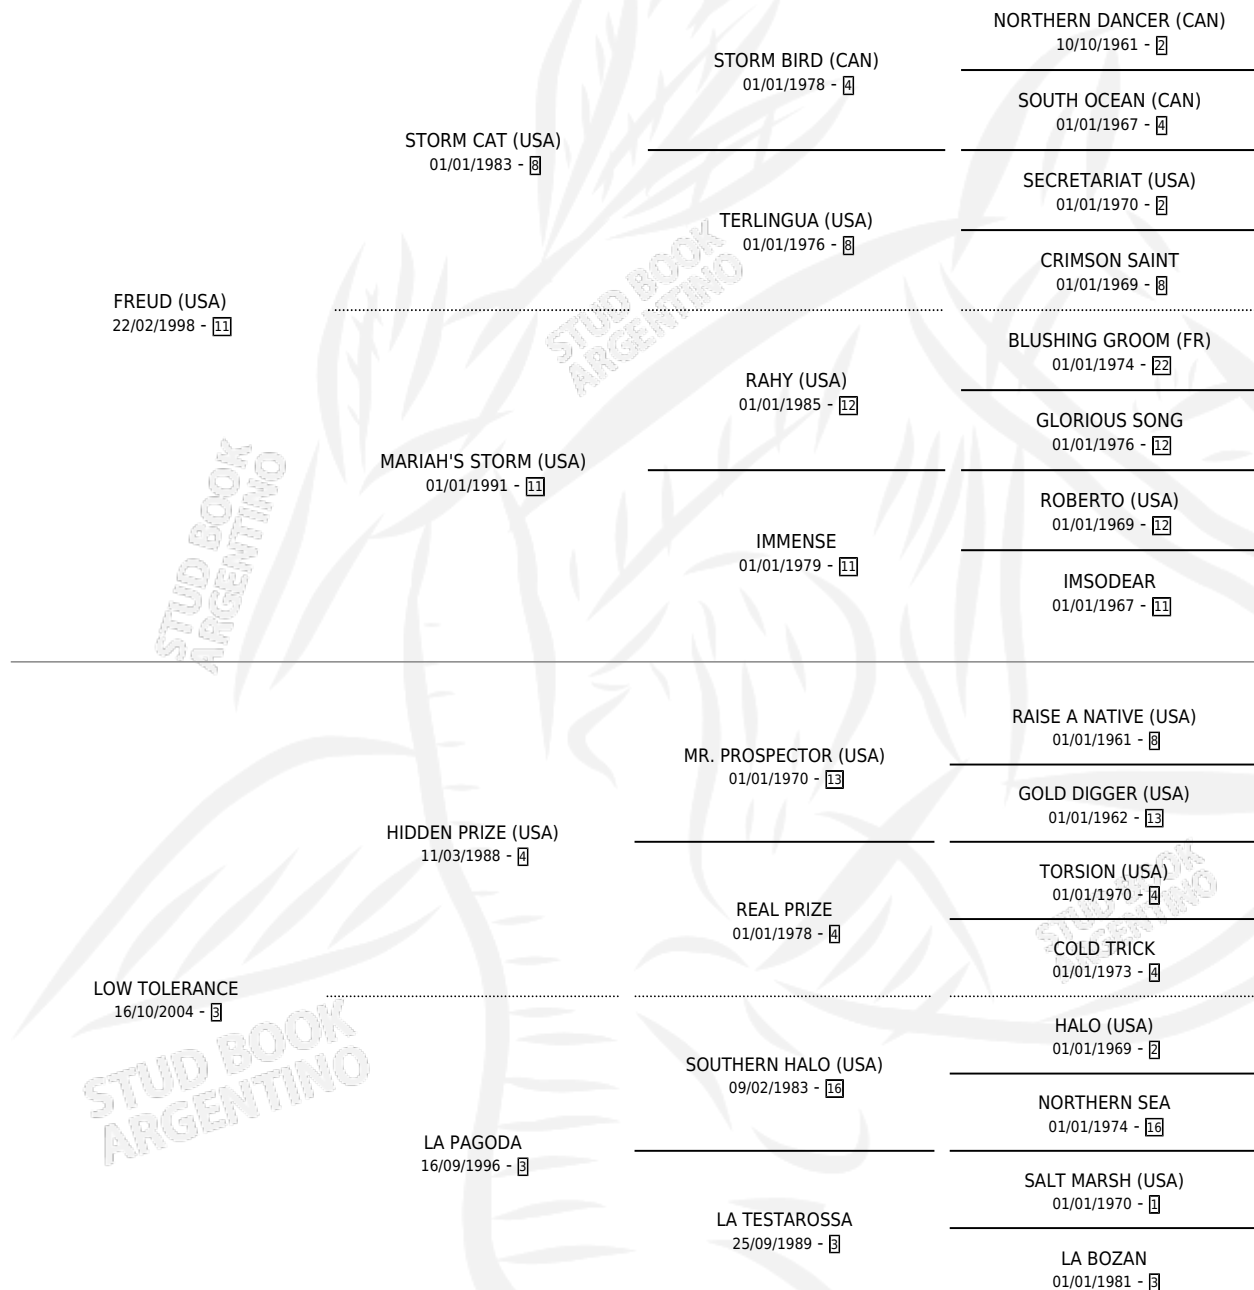 NORTHERN DANCER (CAN)
10/10/1961 - 2
STORM BIRD (CAN)
01/01/1978 - 4
SOUTH OCEAN (CAN)
01/01/1967 - 4
STORM CAT (USA)
01/01/1983 - 8
SECRETARIAT (USA)
01/01/1970 - 2
TERLINGUA (USA)
01/01/1976 - 8
CRIMSON SAINT
01/01/1969 - 8
FREUD (USA)
22/02/1998 - 11
BLUSHING GROOM (FR)
01/01/1974 - 22
RAHY (USA)
01/01/1985 - 12
GLORIOUS SONG
01/01/1976 - 12
MARIAH'S STORM (USA)
01/01/1991 - 11
ROBERTO (USA)
01/01/1969 - 12
IMMENSE
01/01/1979 - 11
IMSODEAR
01/01/1967 - 11
RAISE A NATIVE (USA)
01/01/1961 - 8
MR. PROSPECTOR (USA)
01/01/1970 - 13
GOLD DIGGER (USA)
01/01/1962 - 13
HIDDEN PRIZE (USA)
11/03/1988 - 4
TORSION (USA)
01/01/1970 - 4
REAL PRIZE
01/01/1978 - 4
COLD TRICK
01/01/1973 - 4
LOW TOLERANCE
16/10/2004 - 3
HALO (USA)
01/01/1969 - 2
SOUTHERN HALO (USA)
09/02/1983 - 16
NORTHERN SEA
01/01/1974 - 16
LA PAGODA
16/09/1996 - 3
SALT MARSH (USA)
01/01/1970 - 1
LA TESTAROSSA
25/09/1989 - 3
LA BOZAN
01/01/1981 - 3
STUD BOOK
ARGENTINO
STUD BOOK
ARGENTINO
STUD BOOK
ARGENTINO
STUD BOOK
ARGENTINO